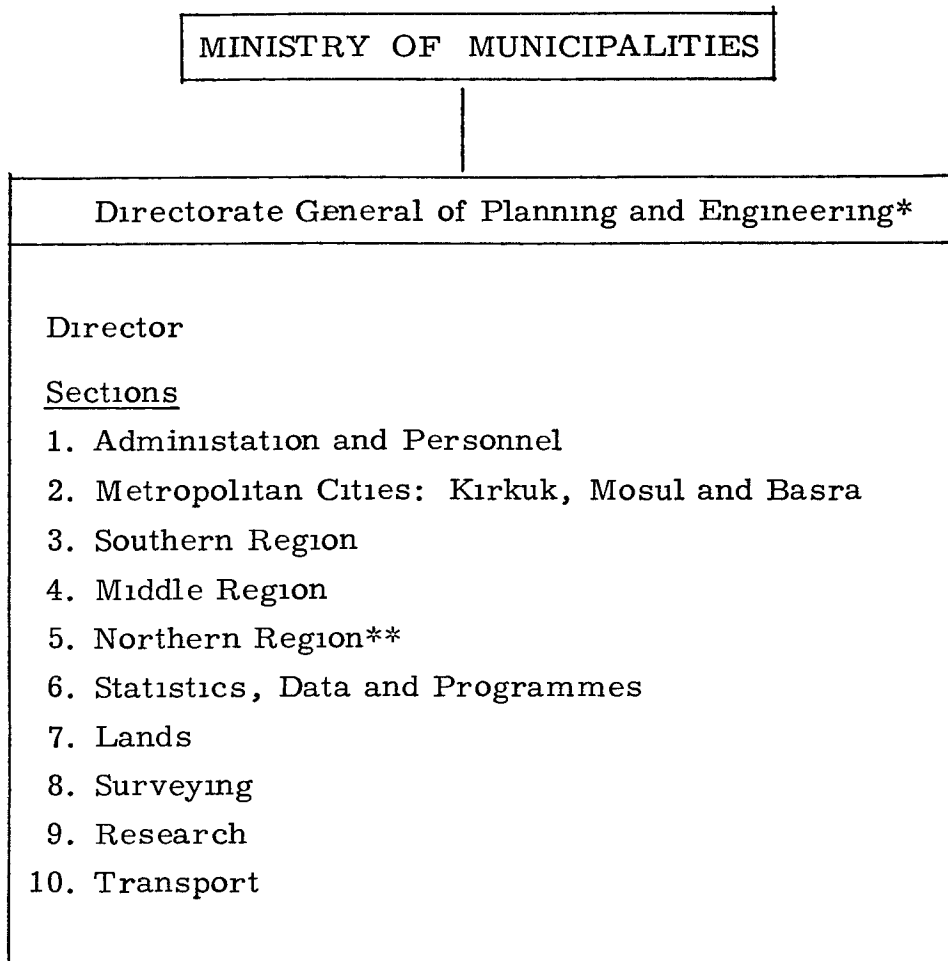 MINISTRY OF MUNICIPALITIES
Directorate General of Planning and Engineering*
Director
Sections
1. Administation and Personnel
2. Metropolitan Cities: Kirkuk, Mosul and Basra
3. Southern Region
4. Middle Region
5. Northern Region**
6. Statistics, Data and Programmes
7. Lands
8. Surveying
9. Research
10. Transport